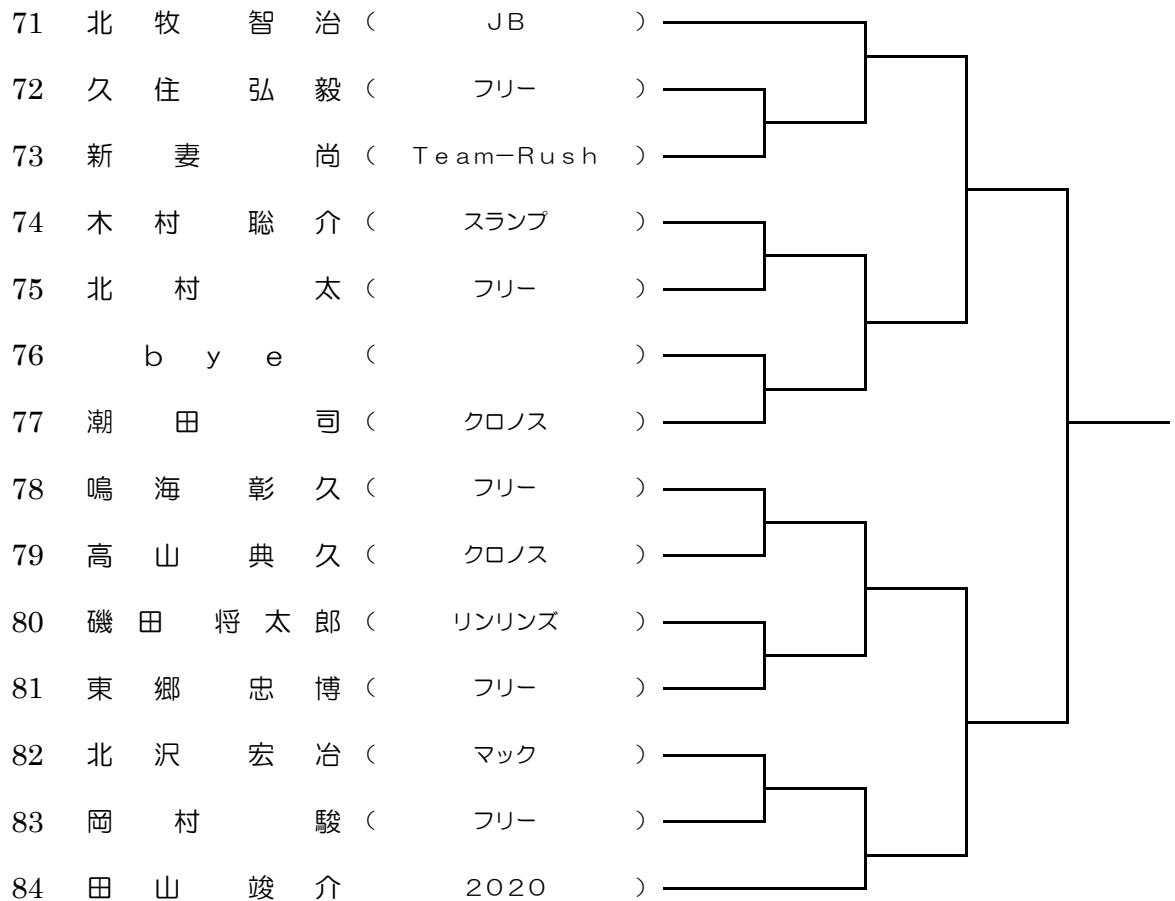 71 北牧 智治 ( JB )
72 久住 弘毅 ( フリー )
73 新妻 尚 ( Team-Rush )
74 木村 聡介 ( スランプ )
75 北村 太 ( フリー )
76 bye ( )
77 潮田 司 ( クロノス )
78 鳴海 彰久 ( フリー )
79 高山 典久 ( クロノス )
80 磯田 将太郎 ( リンリンズ )
81 東郷 忠博 ( フリー )
82 北沢 宏冶 ( マック )
83 岡村 駿 ( フリー )
84 田山 竣介 2020 )